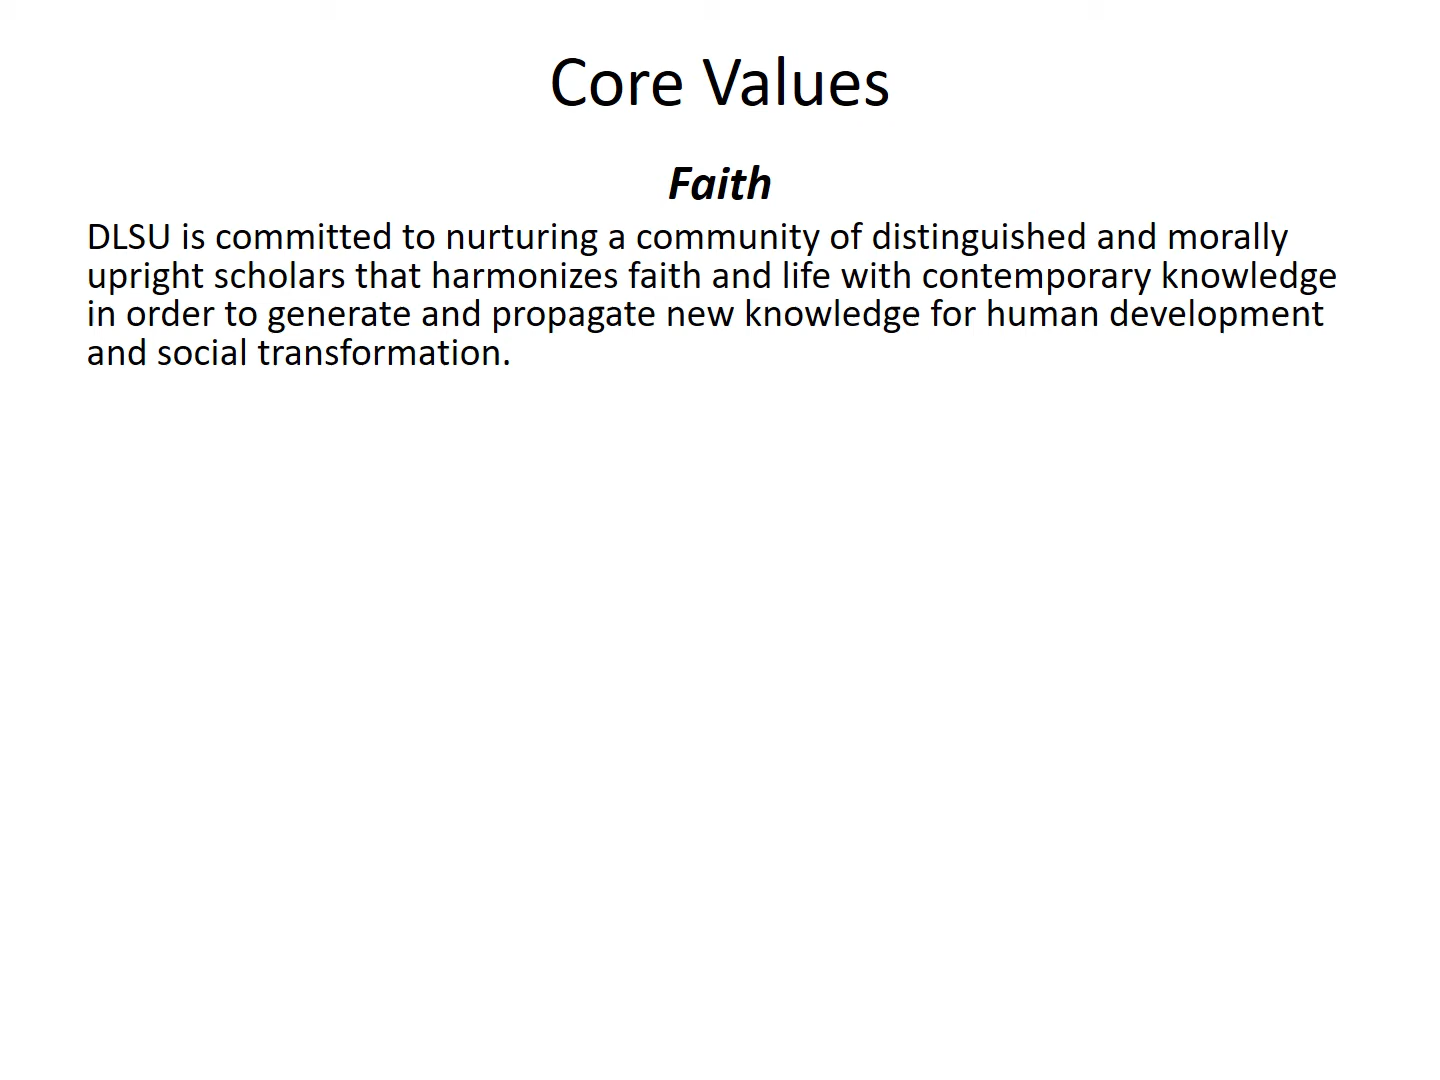 Core Values
Faith
DLSU is committed to nurturing a community of distinguished and morally
upright scholars that harmonizes faith and life with contemporary knowledge
in order to generate and propagate new knowledge for human development
and social transformation.